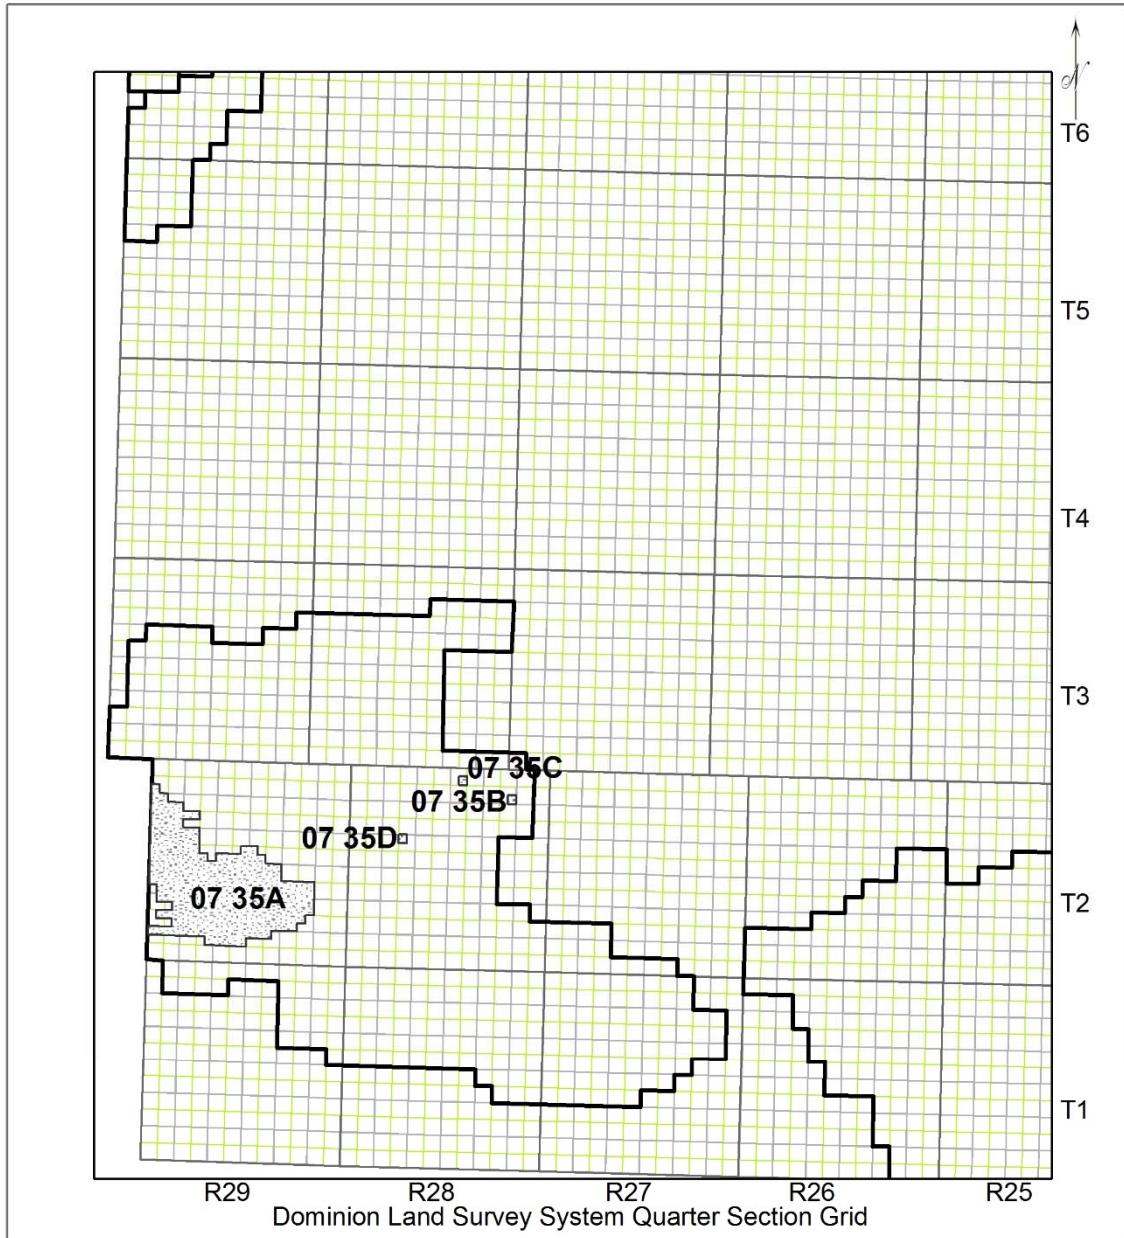 N
T6
T5
T4
T3
07 35C
07 35B
07 35D
07 35A
T2
T1
R29 R28 R27 R26 R25
Dominion Land Survey System Quarter Section Grid